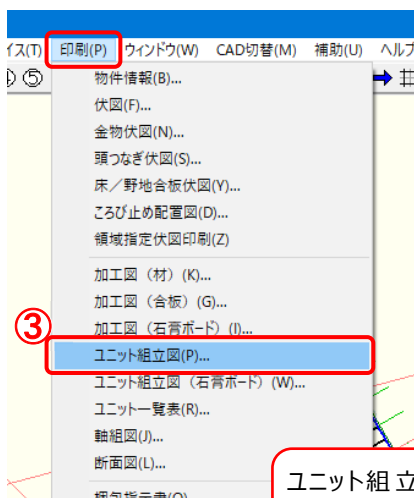 イス(T) 印刷(P) ウィンドウ(W) CAD切替(M) 補助(U) ヘルプ
⑤
物件情報(B)...
伏図(F)...
金物伏図(N)...
頭つなぎ伏図(S)...
床／野地合板伏図(Y)...
ころび止め配置図(D)...
領域指定伏図印刷(Z)
加工図（材）(K)...
加工図（合板）(G)...
③
加工図（石膏ボード）(I)...
ユニット組立図(P)...
ユニット組立図（石膏ボード）(W)...
ユニット一覧表(R)...
軸組図(J)...
断面図(L)...
ユニット組立
梱包指示書(O)